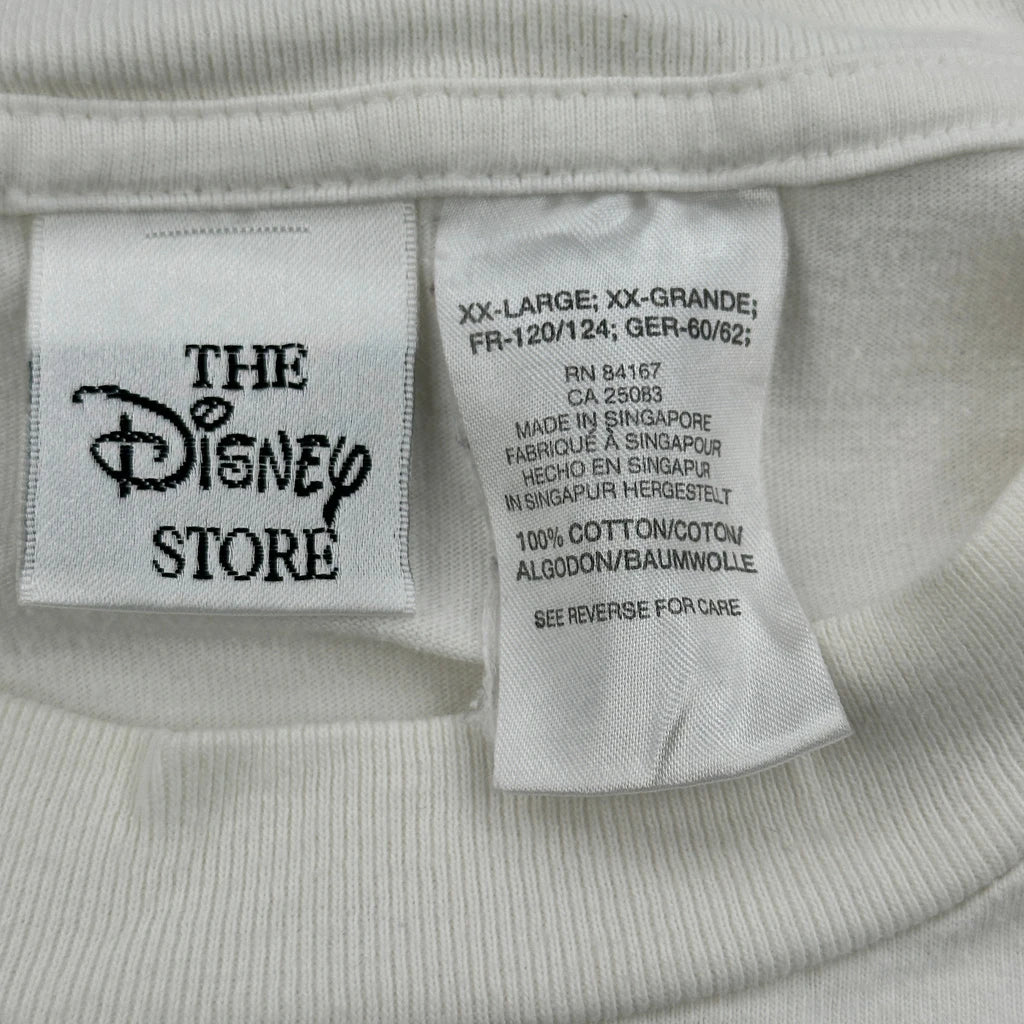 THE
Disney
STORE
XX-LARGE; XX-GRANDE;
FR-120/124; GER-60/62;
RN 84167
CA 25083
MADE IN SINGAPORE
FABRIQUÉ À SINGAPOUR
HECHO EN SINGAPUR
IN SINGAPUR HERGESTELT
100% COTTON/COTON/
ALGODON/BAUMWOLLE
SEE REVERSE FOR CARE